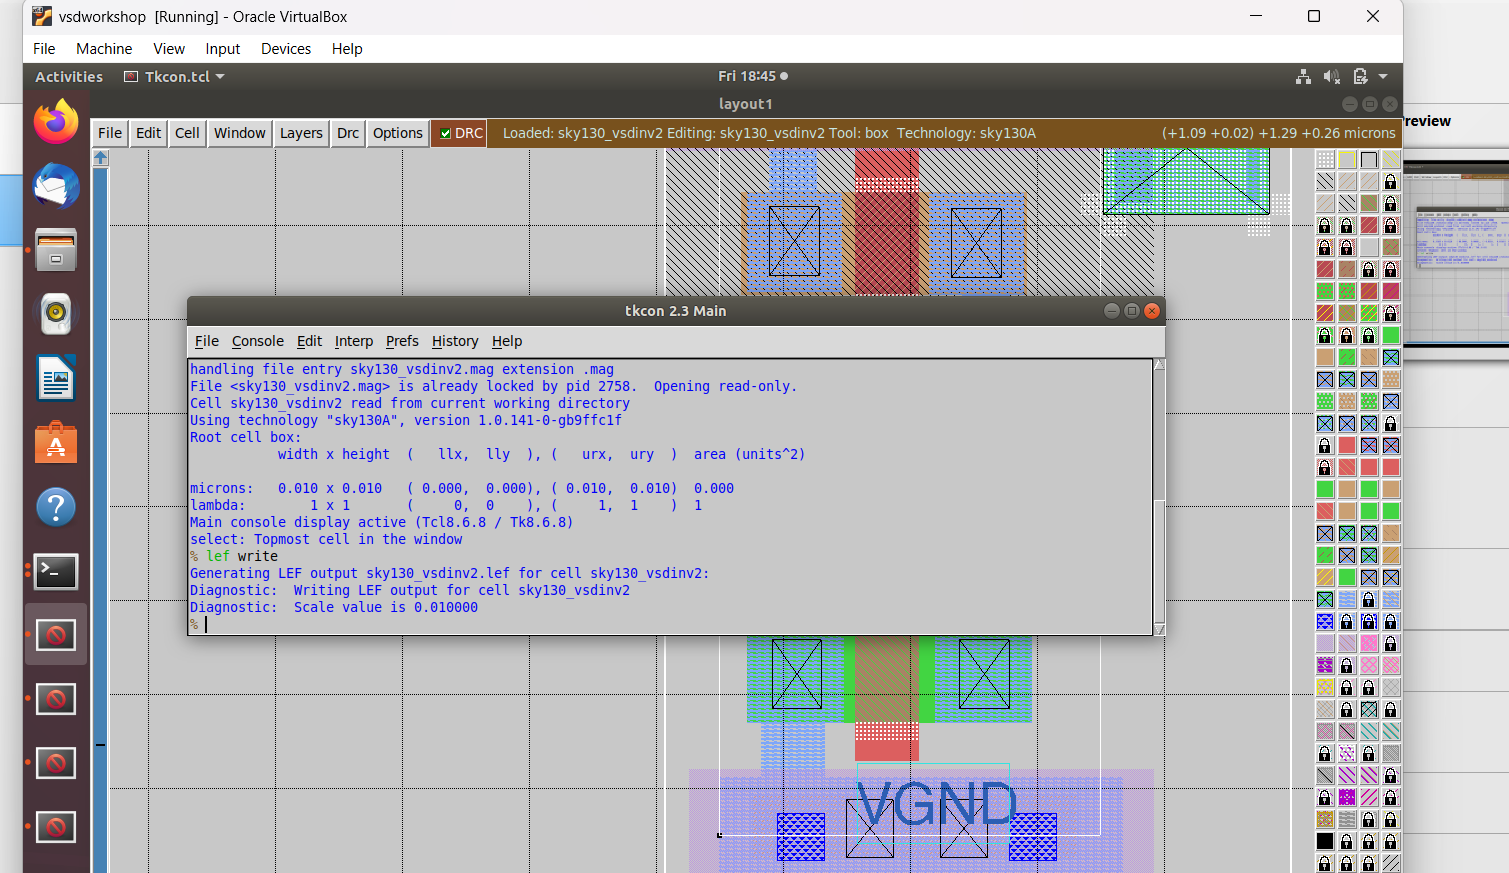 vsdworkshop [Running] - Oracle VirtualBox
File Machine View Input Devices Help
Activities Tkcon.tcl Fri 18:45
layout1
File Edit Cell Window Layers Drc Options DRC Loaded: sky130_vsdinv2 Editing: sky130_vsdinv2 Tool: box Technology: sky130A (+1.09 +0.02) +1.29 +0.26 microns
review
tkcon 2.3 Main
File Console Edit Interp Prefs History Help
handling file entry sky130_vsdinv2.mag extension .mag
File <sky130_vsdinv2.mag> is already locked by pid 2758.  Opening read-only.
Cell sky130_vsdinv2 read from current working directory
Using technology "sky130A", version 1.0.141-0-gb9ffc1f
Root cell box:
           width x height  (   llx,  lly  ), (   urx,  ury  )  area (units^2)
microns:   0.010 x 0.010   ( 0.000,  0.000), ( 0.010,  0.010)  0.000
lambda:        1 x 1       (     0,  0    ), (     1,  1    )  1
Main console display active (Tcl8.6.8 / Tk8.6.8)
select: Topmost cell in the window
% lef write
Generating LEF output sky130_vsdinv2.lef for cell sky130_vsdinv2:
Diagnostic:  Writing LEF output for cell sky130_vsdinv2
Diagnostic:  Scale value is 0.010000
%
VGND